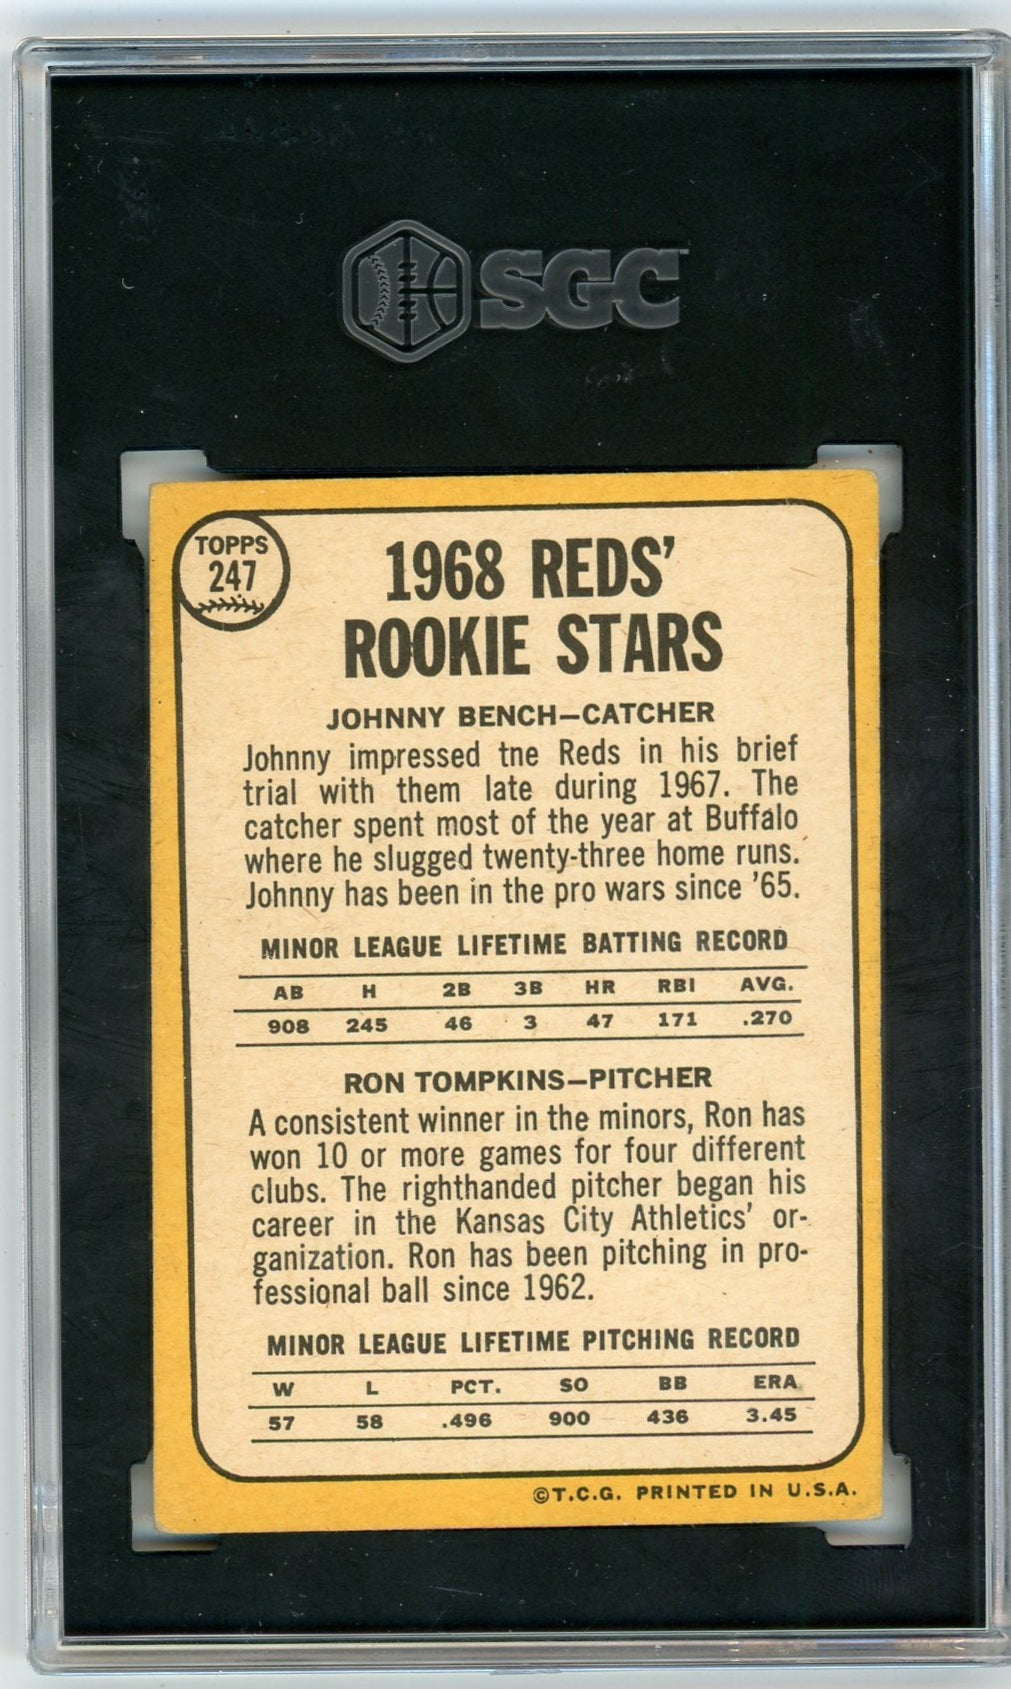 SGC™
TOPPS
247
1968 REDS’
ROOKIE STARS
JOHNNY BENCH—CATCHER
Johnny impressed tne Reds in his brief
trial with them late during 1967. The
catcher spent most of the year at Buffalo
where he slugged twenty-three home runs.
Johnny has been in the pro wars since ’65.
MINOR LEAGUE LIFETIME BATTING RECORD
AB H 2B 3B HR RBI AVG.
908 245 46 3 47 171 .270
RON TOMPKINS—PITCHER
A consistent winner in the minors, Ron has
won 10 or more games for four different
clubs. The righthanded pitcher began his
career in the Kansas City Athletics’ or-
ganization. Ron has been pitching in pro-
fessional ball since 1962.
MINOR LEAGUE LIFETIME PITCHING RECORD
W L PCT. SO BB ERA
57 58 .496 900 436 3.45
©T.C.G. PRINTED IN U.S.A.